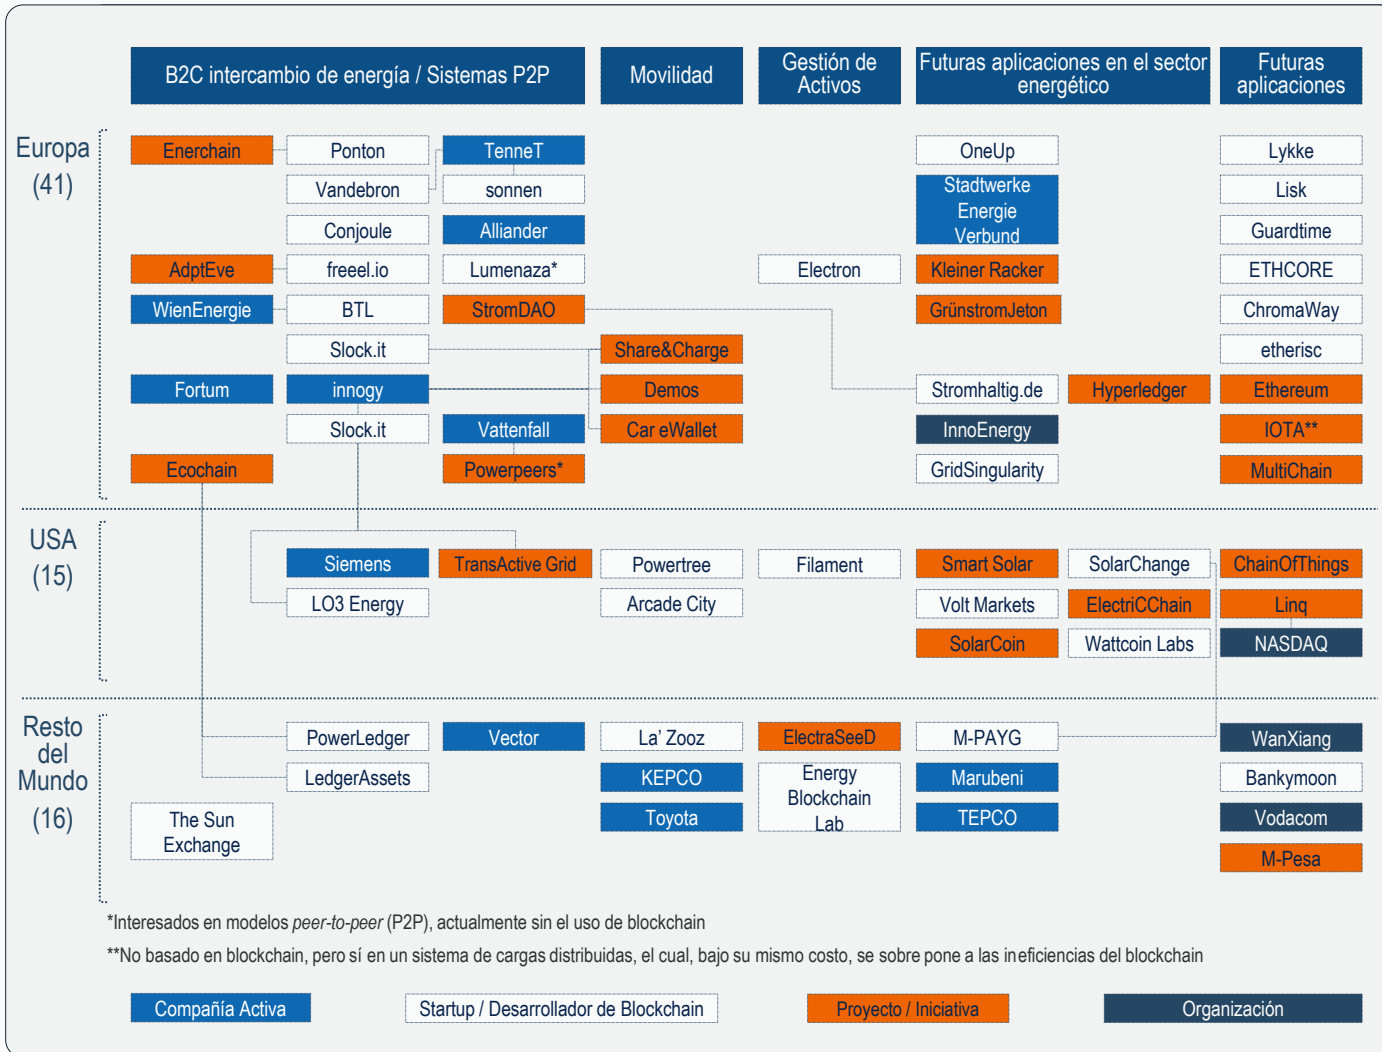 B2C intercambio de energía / Sistemas P2P
Movilidad
Gestión de
Activos
Futuras aplicaciones en el sector
energético
Futuras
aplicaciones
Europa
(41)
Enerchain
Ponton
TenneT
OneUp
Lykke
Vandebron
sonnen
Stadtwerke
Energie
Verbund
Lisk
Conjoule
Alliander
Guardtime
AdptEve
freeel.io
Lumenaza*
Electron
Kleiner Racker
ETHCORE
WienEnergie
BTL
StromDAO
GrünstromJeton
ChromaWay
Slock.it
Share&Charge
etherisc
Fortum
innogy
Demos
Stromhaltig.de
Hyperledger
Ethereum
Slock.it
Vattenfall
Car eWallet
InnoEnergy
IOTA**
Ecochain
Powerpeers*
GridSingularity
MultiChain
USA
(15)
Siemens
TransActive Grid
Powertree
Filament
Smart Solar
SolarChange
ChainOfThings
LO3 Energy
Arcade City
Volt Markets
ElectriCChain
Linq
SolarCoin
Wattcoin Labs
NASDAQ
Resto
del
Mundo
(16)
PowerLedger
Vector
La' Zooz
ElectraSeeD
M-PAYG
WanXiang
LedgerAssets
KEPCO
Energy
Blockchain
Lab
Marubeni
Bankymoon
The Sun
Exchange
Toyota
TEPCO
Vodacom
M-Pesa
*Interesados en modelos peer-to-peer (P2P), actualmente sin el uso de blockchain
**No basado en blockchain, pero sí en un sistema de cargas distribuidas, el cual, bajo su mismo costo, se sobre pone a las ineficiencias del blockchain
Compañía Activa
Startup / Desarrollador de Blockchain
Proyecto / Iniciativa
Organización